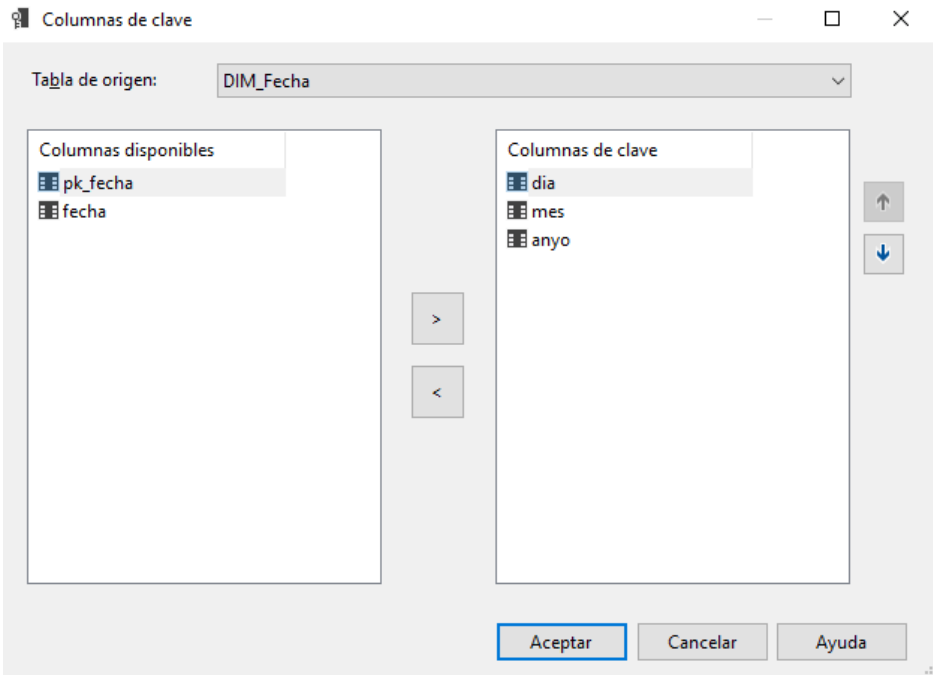 Columnas de clave
Tabla de origen: DIM_Fecha
Columnas disponibles
pk_fecha
fecha
>
<
Columnas de clave
dia
mes
anyo
Aceptar Cancelar Ayuda